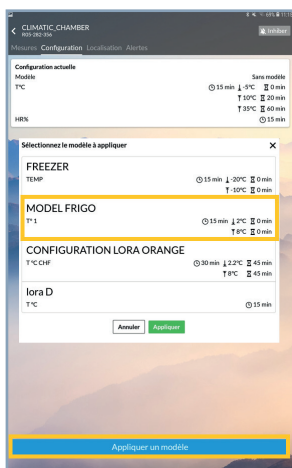 69% 11:15
CLIMATIC_CHAMBER
R05-282-356
Inhiber
Mesures Configuration Localisation Alertes
Configuration actuelle
Modèle Sans modèle
T°C 15 min -5°C 0 min
10°C 20 min
35°C 60 min
HR% 15 min
Sélectionnez le modèle à appliquer X
FREEZER
TEMP 15 min -20°C 0 min
-10°C 0 min
MODEL FRIGO
T° 1 15 min 2°C 0 min
8°C 0 min
CONFIGURATION LORA ORANGE
T °C CHF 30 min 2.2°C 45 min
8°C 45 min
lora D
T °C 15 min
Annuler Appliquer
Appliquer un modèle